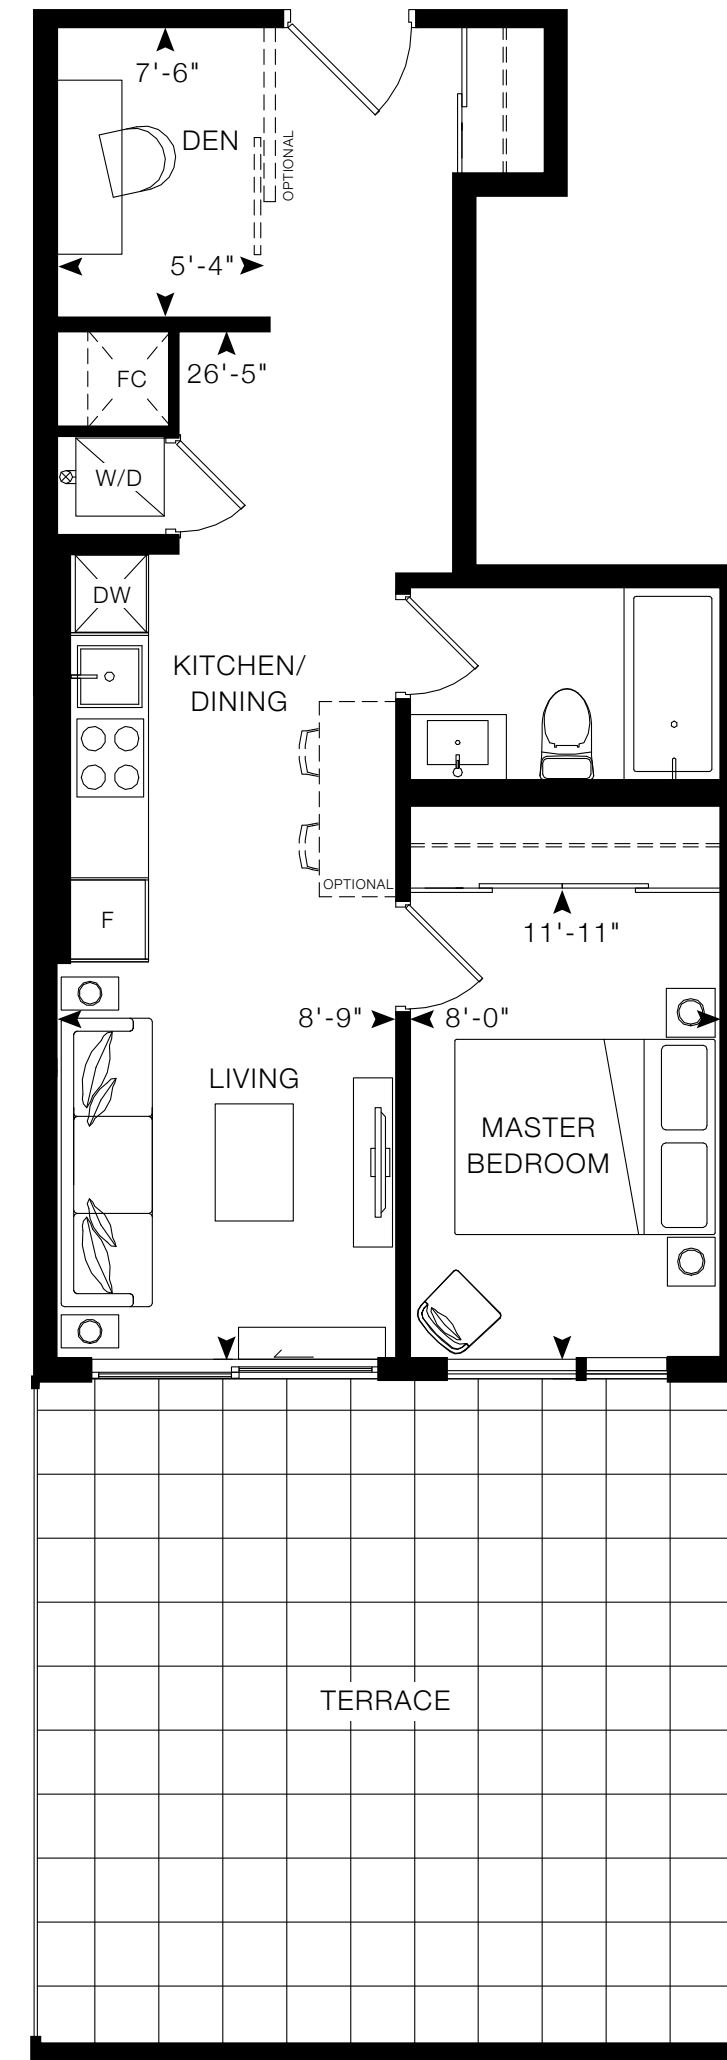 7'-6"
DEN
OPTIONAL
5'-4"
FC
26'-5"
W/D
DW
KITCHEN/
DINING
OPTIONAL
F
11'-11"
8'-9"
8'-0"
LIVING
MASTER
BEDROOM
TERRACE